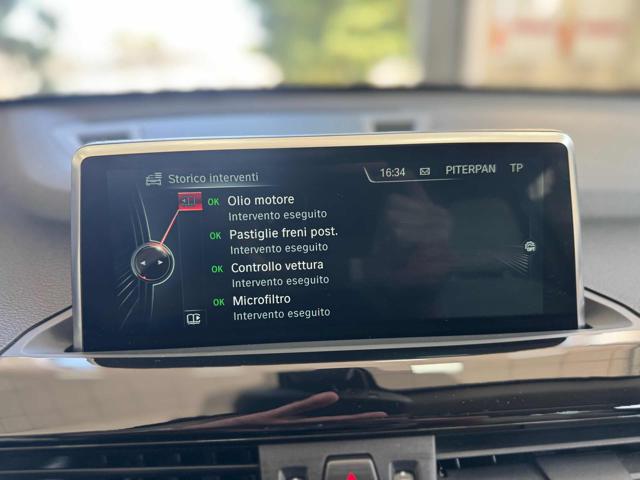 Storico interventi
16:34 PITERPAN TP
OK Olio motore
Intervento eseguito
OK Pastiglie freni post.
Intervento eseguito
OK Controllo vettura
Intervento eseguito
OK Microfiltro
Intervento eseguito